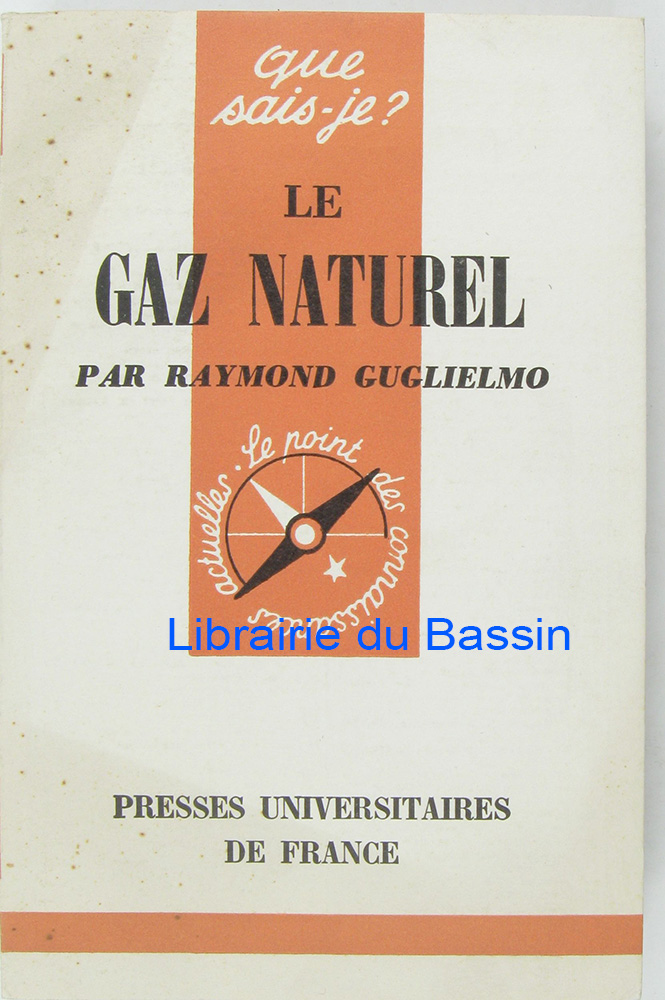 que
sais-je?
LE
GAZ NATUREL
PAR RAYMOND GUGLIELMO
Le point des connaissances actuelles.
Librairie du Bassin
PRESSES UNIVERSITAIRES
DE FRANCE